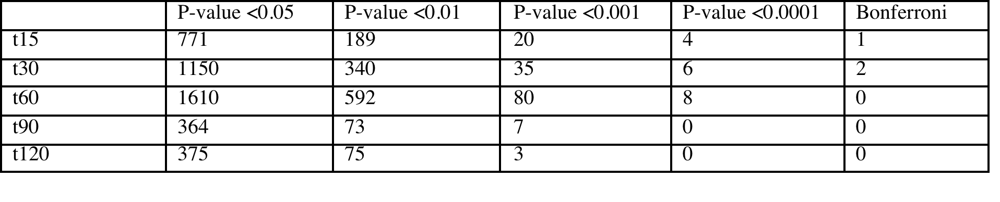 P-value <0.05 P-value <0.01 P-value <0.001 P-value <0.0001 Bonferroni
t15 771 189 20 4 1
t30 1150 340 35 6 2
t60 1610 592 80 8 0
t90 364 73 7 0 0
t120 375 75 3 0 0